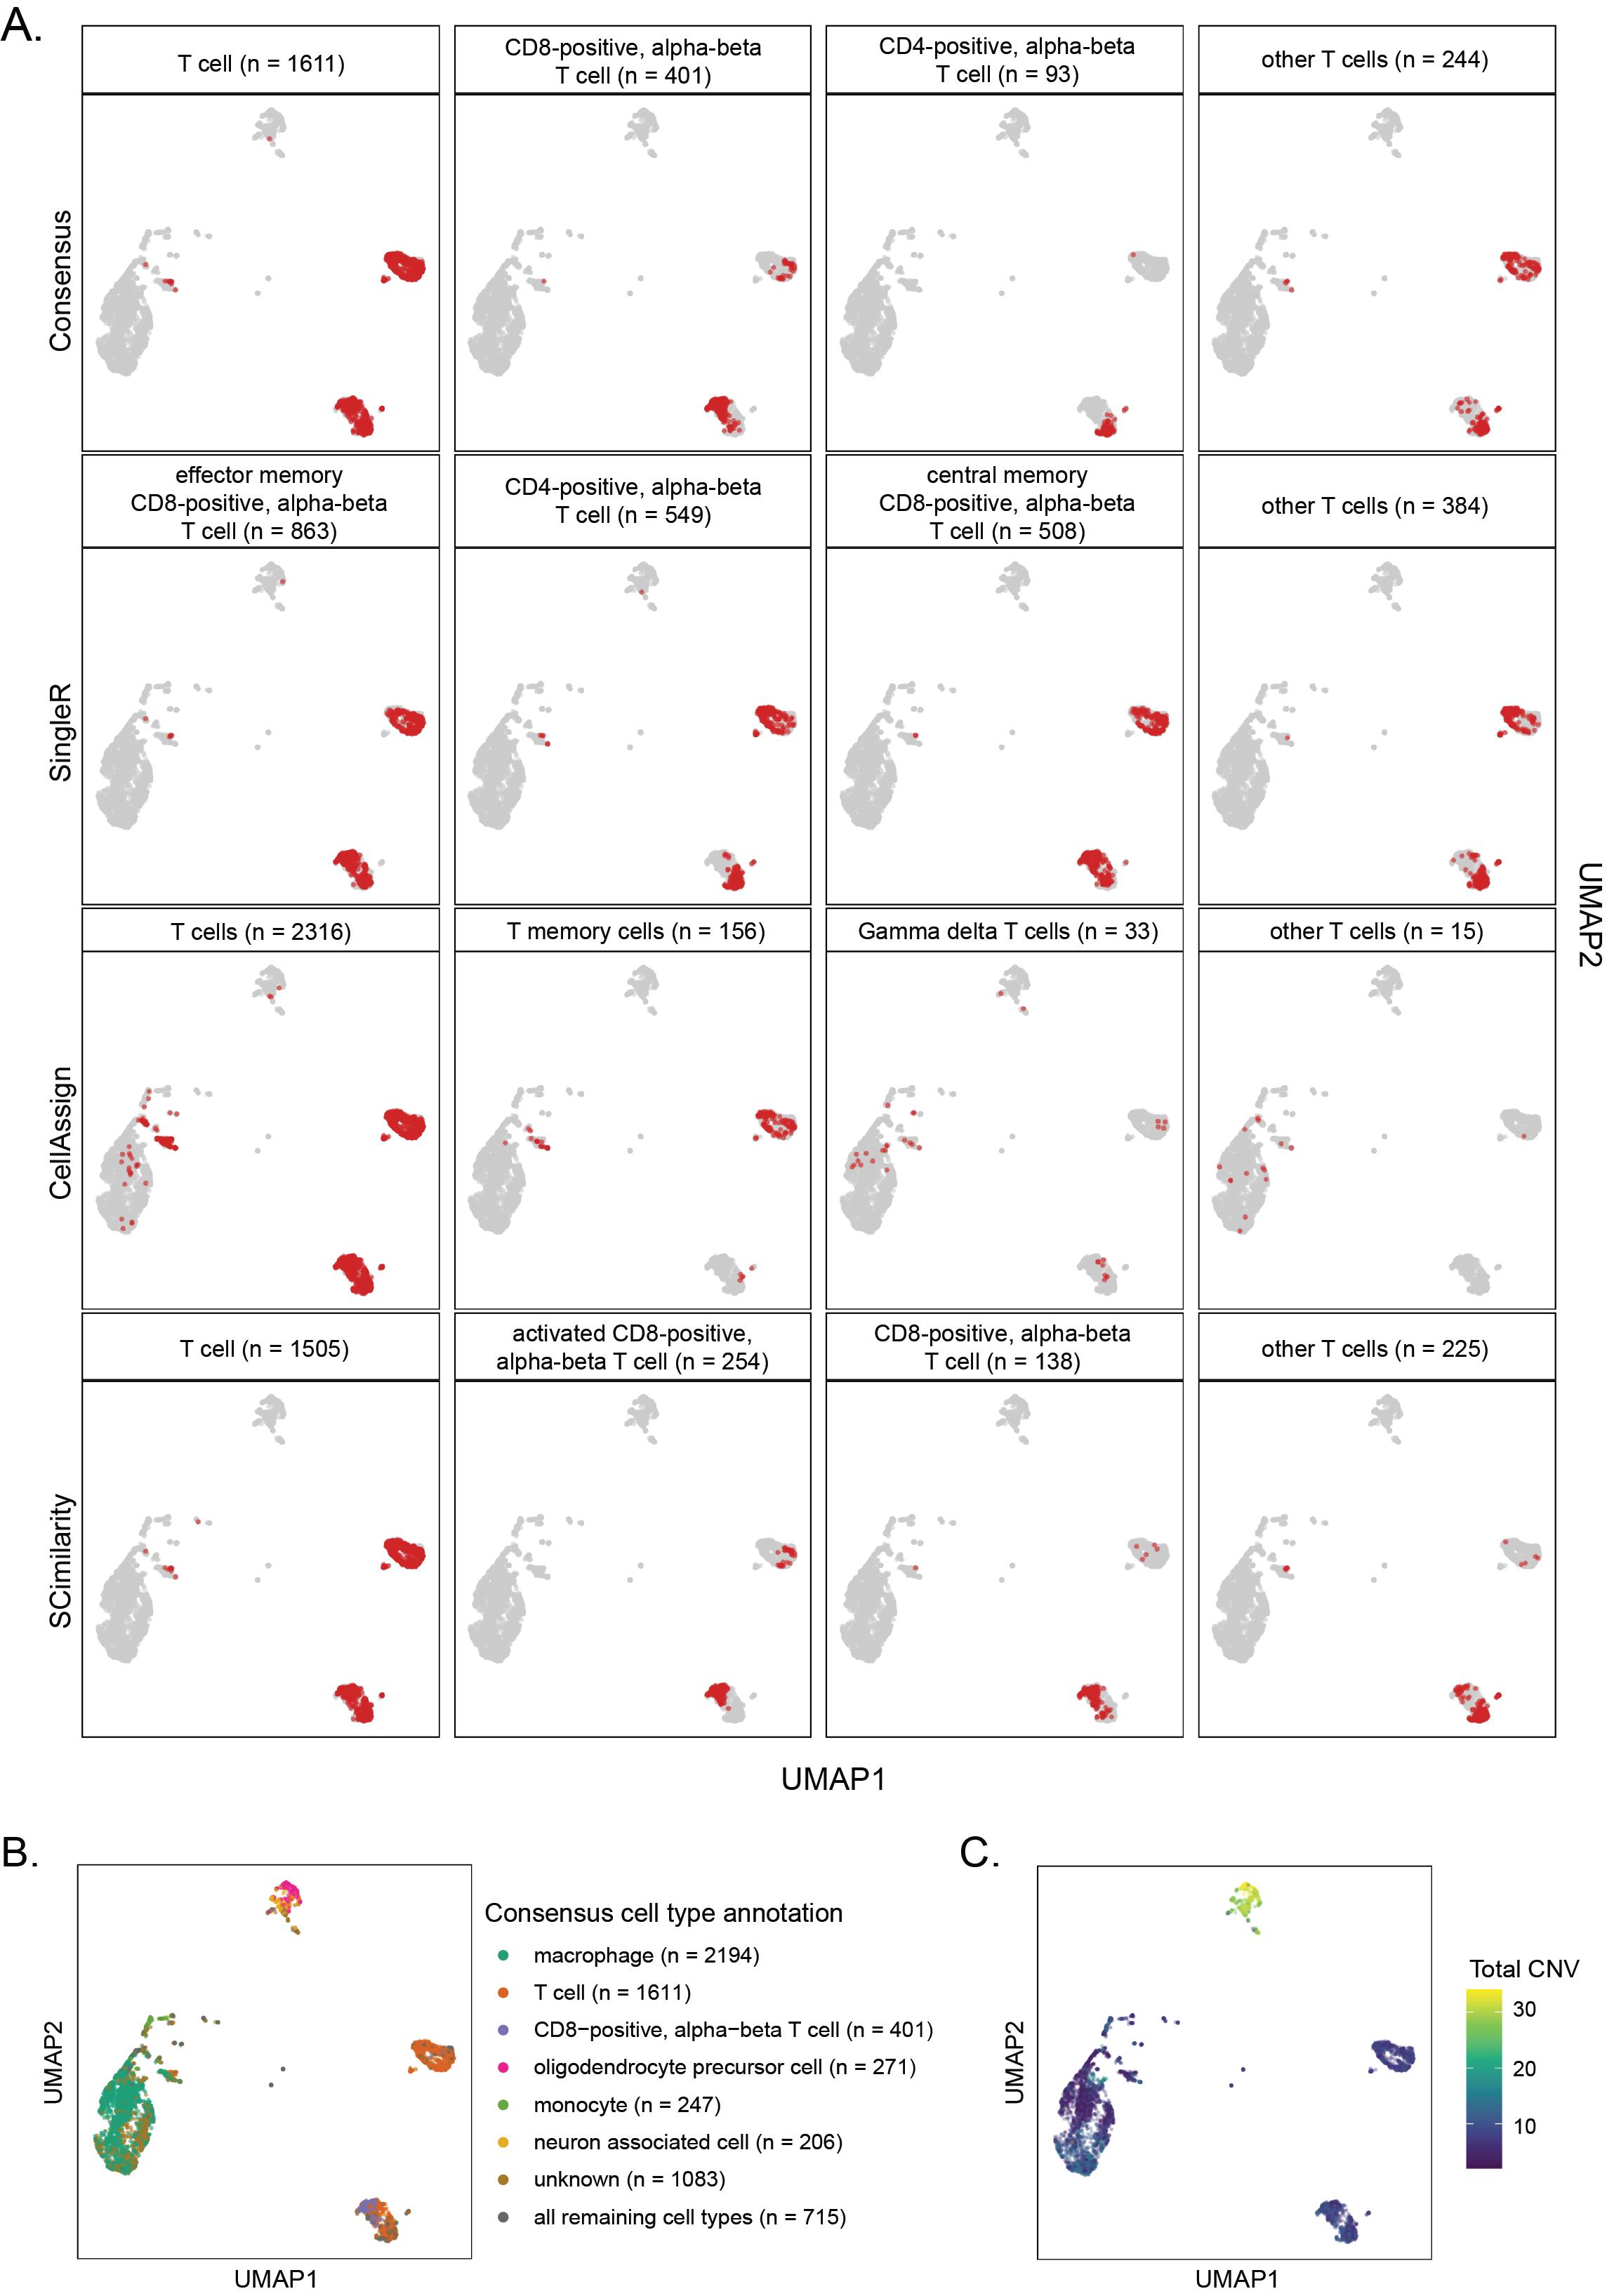 A.
T cell (n = 1611)
CD8-positive, alpha-beta
T cell (n = 401)
CD4-positive, alpha-beta
T cell (n = 93)
other T cells (n = 244)
Consensus
effector memory
CD8-positive, alpha-beta
T cell (n = 863)
CD4-positive, alpha-beta
T cell (n = 549)
central memory
CD8-positive, alpha-beta
T cell (n = 508)
other T cells (n = 384)
SingleR
T cells (n = 2316)
T memory cells (n = 156)
Gamma delta T cells (n = 33)
other T cells (n = 15)
CellAssign
T cell (n = 1505)
activated CD8-positive,
alpha-beta T cell (n = 254)
CD8-positive, alpha-beta
T cell (n = 138)
other T cells (n = 225)
SCimilarity
UMAP2
UMAP1
B.
UMAP2
UMAP1
Consensus cell type annotation
macrophage (n = 2194)
T cell (n = 1611)
CD8−positive, alpha−beta T cell (n = 401)
oligodendrocyte precursor cell (n = 271)
monocyte (n = 247)
neuron associated cell (n = 206)
unknown (n = 1083)
all remaining cell types (n = 715)
C.
UMAP2
UMAP1
Total CNV
30
20
10